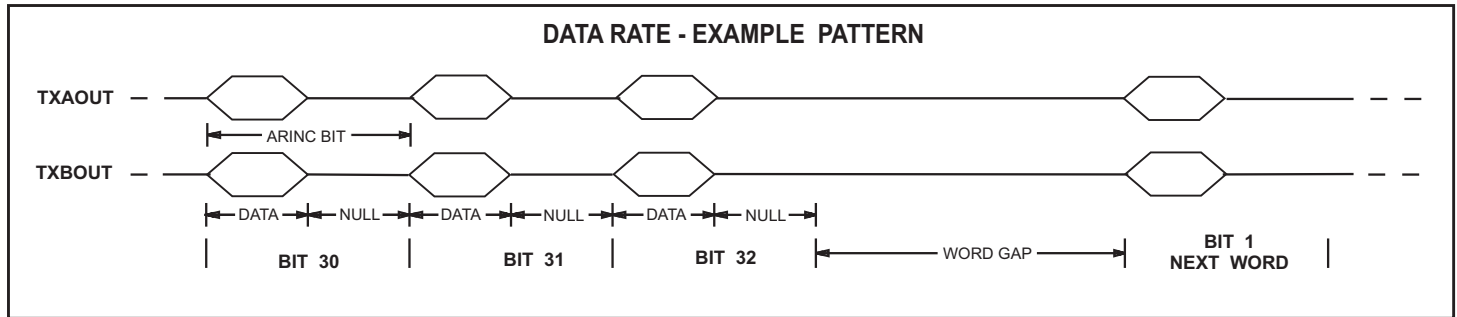 DATA RATE - EXAMPLE PATTERN
TXAOUT
ARINC BIT
TXBOUT
DATA NULL DATA NULL DATA NULL
BIT 30 BIT 31 BIT 32 WORD GAP BIT 1
NEXT WORD